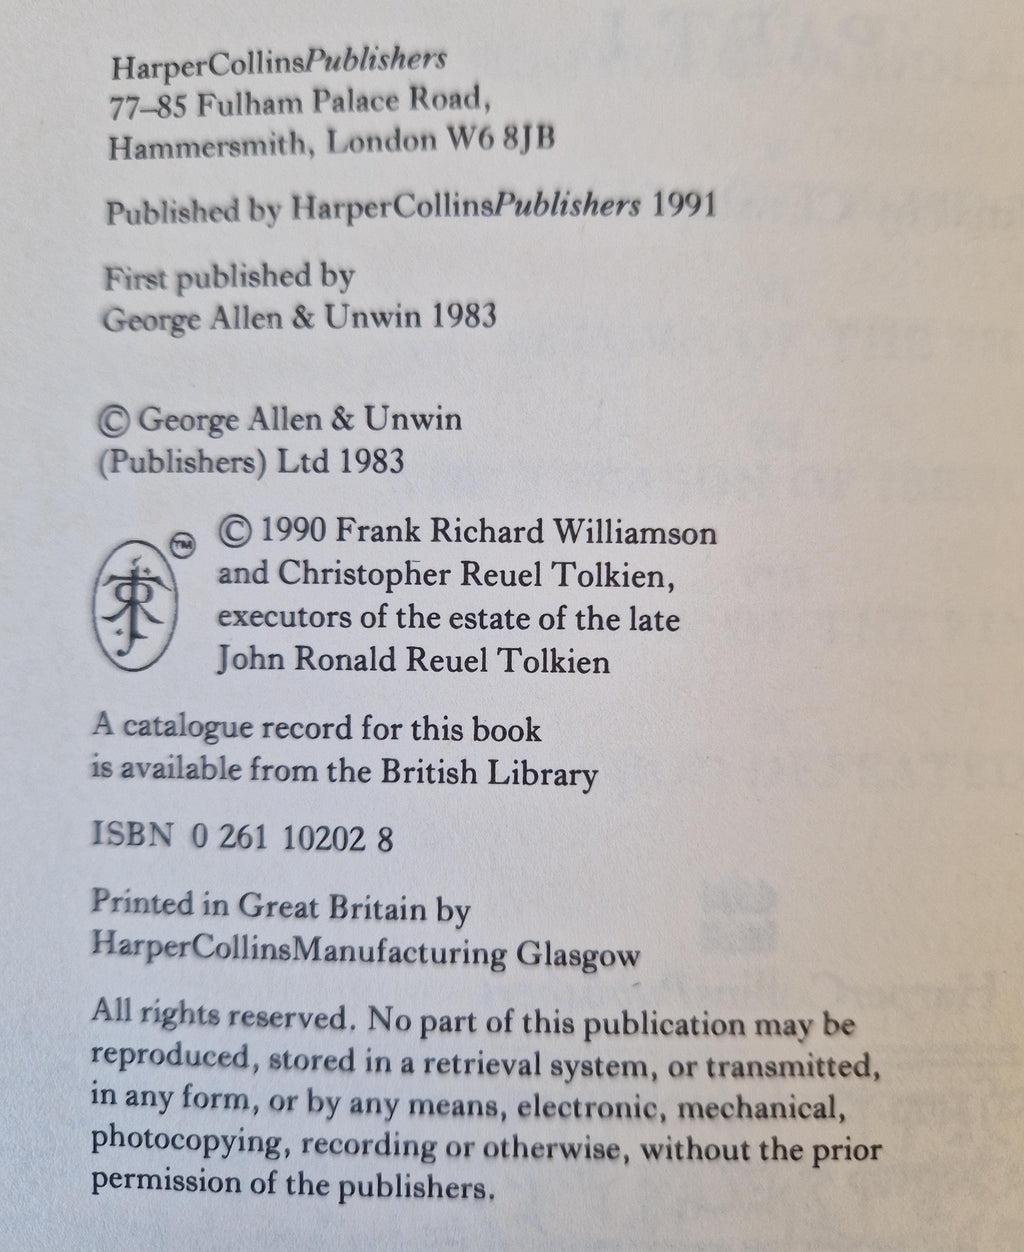 HarperCollinsPublishers
77–85 Fulham Palace Road,
Hammersmith, London W6 8JB
Published by HarperCollinsPublishers 1991
First published by
George Allen & Unwin 1983
© George Allen & Unwin
(Publishers) Ltd 1983
TM
© 1990 Frank Richard Williamson
and Christopher Reuel Tolkien,
executors of the estate of the late
John Ronald Reuel Tolkien
A catalogue record for this book
is available from the British Library
ISBN 0 261 10202 8
Printed in Great Britain by
HarperCollinsManufacturing Glasgow
All rights reserved. No part of this publication may be
reproduced, stored in a retrieval system, or transmitted,
in any form, or by any means, electronic, mechanical,
photocopying, recording or otherwise, without the prior
permission of the publishers.